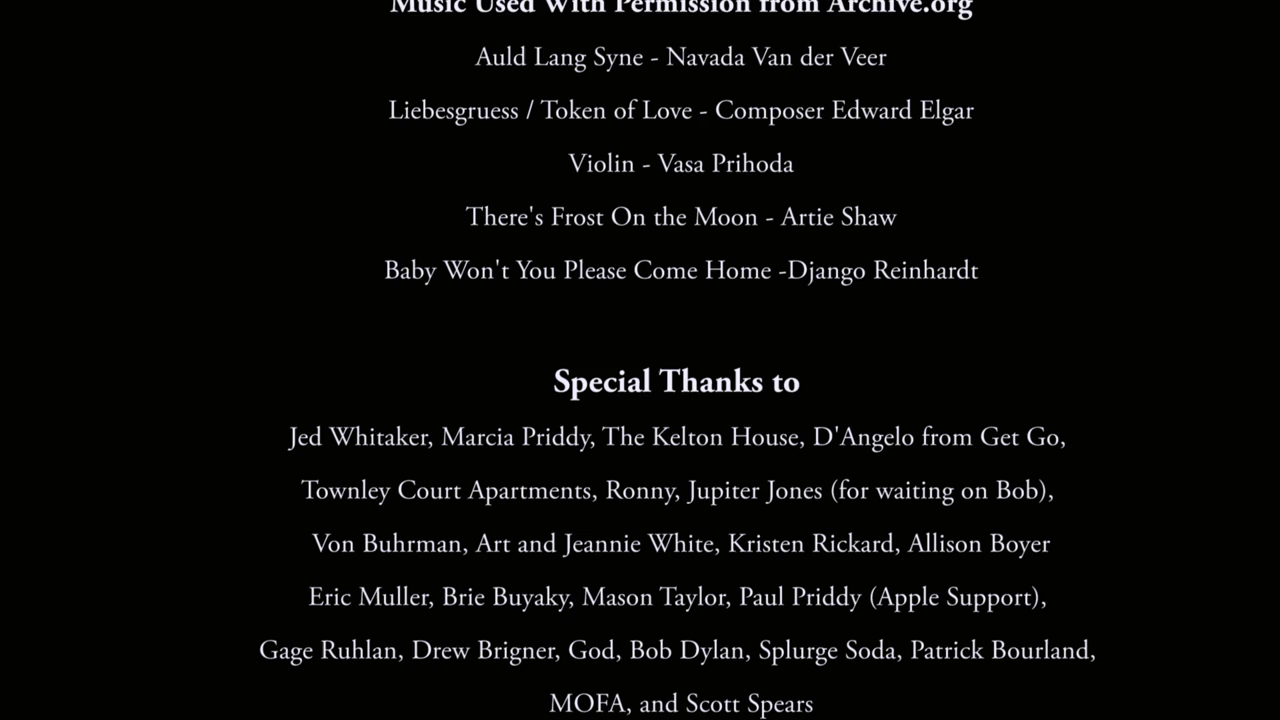 Music Used With Permission from Archive.org
Auld Lang Syne - Navada Van der Veer
Liebesgruess / Token of Love - Composer Edward Elgar
Violin - Vasa Prihoda
There's Frost On the Moon - Artie Shaw
Baby Won't You Please Come Home -Django Reinhardt
Special Thanks to
Jed Whitaker, Marcia Priddy, The Kelton House, D'Angelo from Get Go,
Townley Court Apartments, Ronny, Jupiter Jones (for waiting on Bob),
Von Buhrman, Art and Jeannie White, Kristen Rickard, Allison Boyer
Eric Muller, Brie Buyaky, Mason Taylor, Paul Priddy (Apple Support),
Gage Ruhlan, Drew Brigner, God, Bob Dylan, Splurge Soda, Patrick Bourland,
MOFA, and Scott Spears